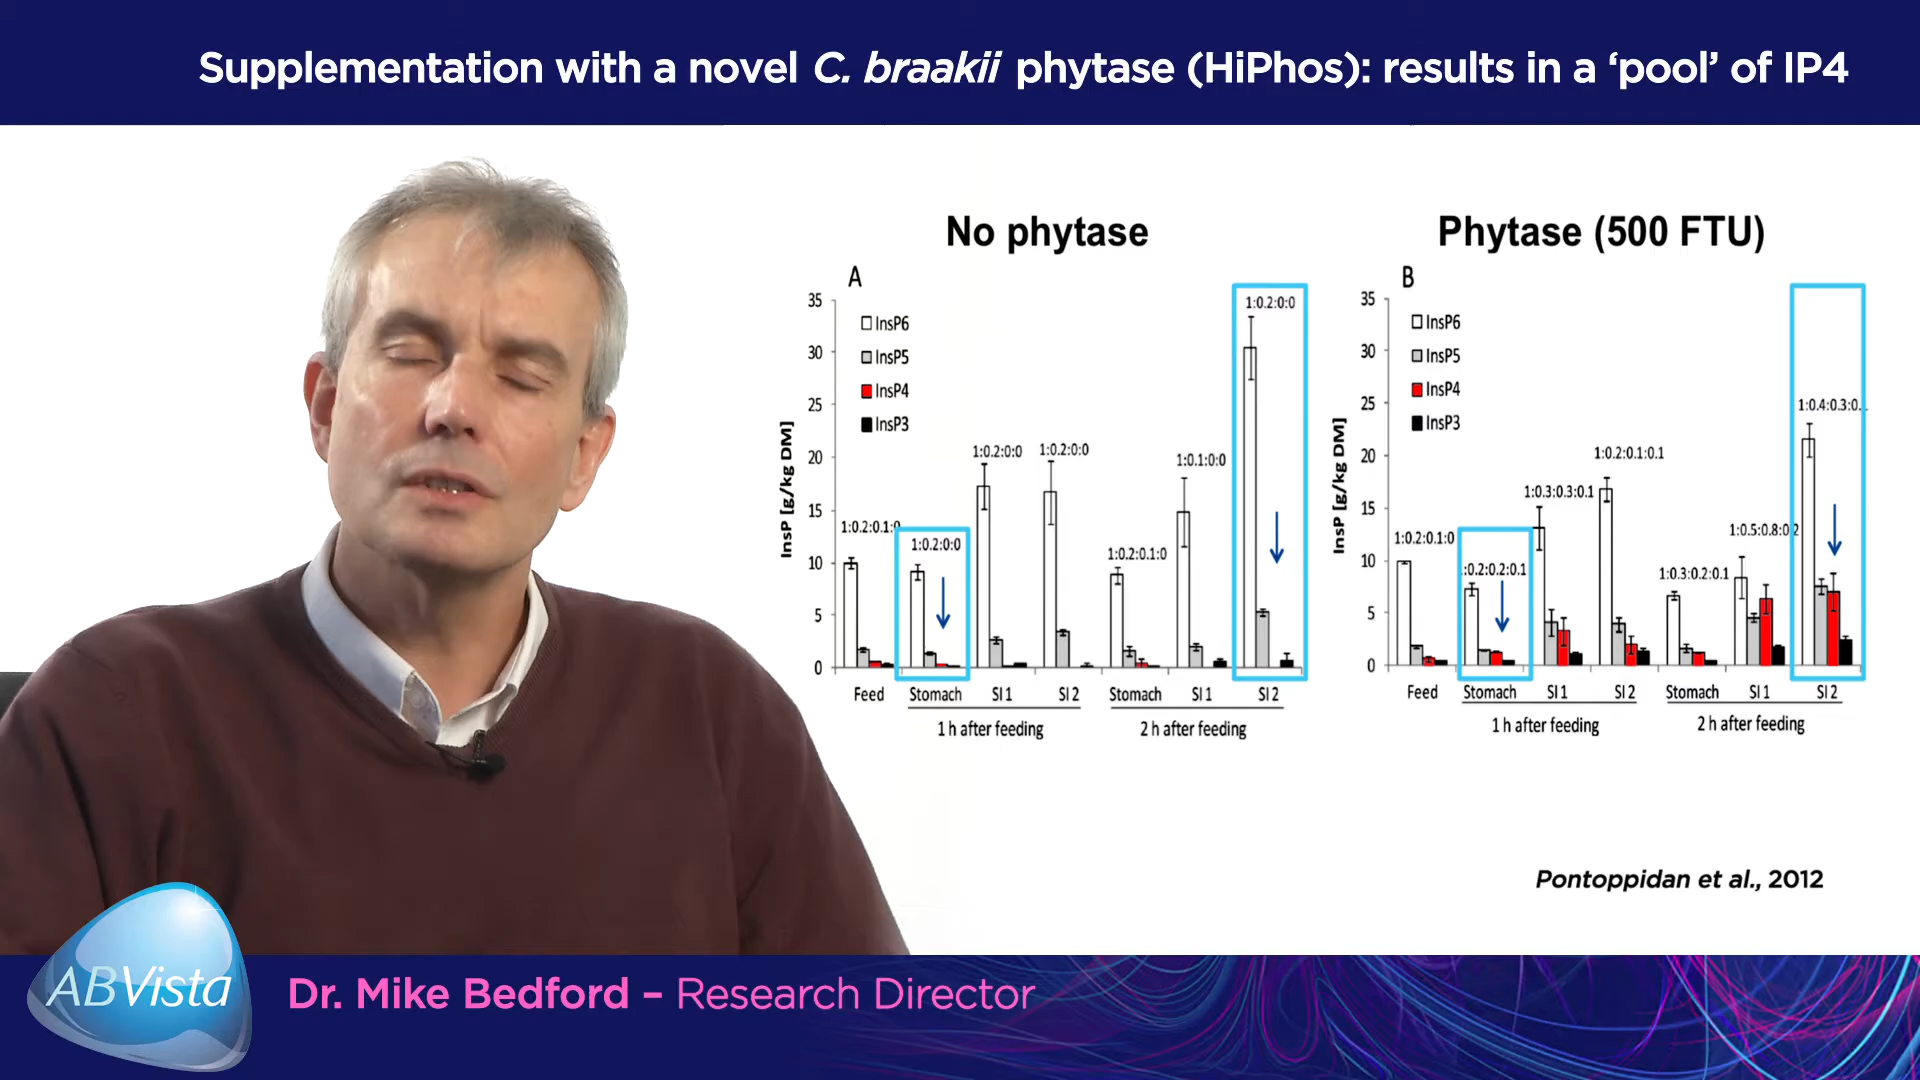 Supplementation with a novel C. braakii phytase (HiPhos): results in a ‘pool’ of IP4
No phytase
A
InsP [g/kg DM]
35
30
25
20
15
10
5
0
InsP6
InsP5
InsP4
InsP3
1:0.2:0.1:0
1:0.2:0:0
1:0.2:0:0
1:0.2:0:0
1:0.2:0.1:0
1:0.1:0:0
1:0.2:0:0
Feed
Stomach
SI 1
SI 2
Stomach
SI 1
SI 2
1 h after feeding
2 h after feeding
Phytase (500 FTU)
B
InsP [g/kg DM]
35
30
25
20
15
10
5
0
InsP6
InsP5
InsP4
InsP3
1:0.2:0.1:0
:0.2:0.2:0.1
1:0.3:0.3:0.1
1:0.2:0.1:0.1
1:0.3:0.2:0.1
1:0.5:0.8:0.2
1:0.4:0.3:0.
Feed
Stomach
SI 1
SI 2
Stomach
SI 1
SI 2
1 h after feeding
2 h after feeding
Pontoppidan et al., 2012
ABVista
Dr. Mike Bedford – Research Director